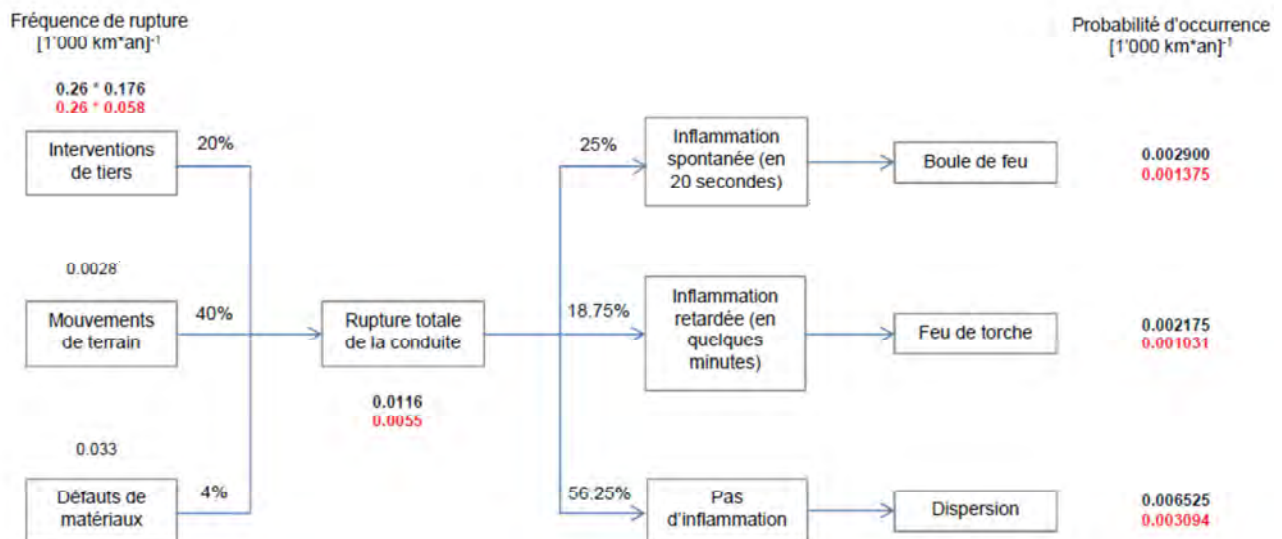 Fréquence de rupture
[1'000 km*an]-1
Probabilité d'occurrence
[1'000 km*an]-1
0.26 * 0.176
0.26 * 0.058
Interventions
de tiers
20%
25%
Inflammation
spontanée (en
20 secondes)
Boule de feu
0.002900
0.001375
0.0028
Mouvements
de terrain
40%
Rupture totale
de la conduite
0.0116
0.0055
18.75%
Inflammation
retardée (en
quelques
minutes)
Feu de torche
0.002175
0.001031
0.033
Défauts de
matériaux
4%
56.25%
Pas
d'inflammation
Dispersion
0.006525
0.003094